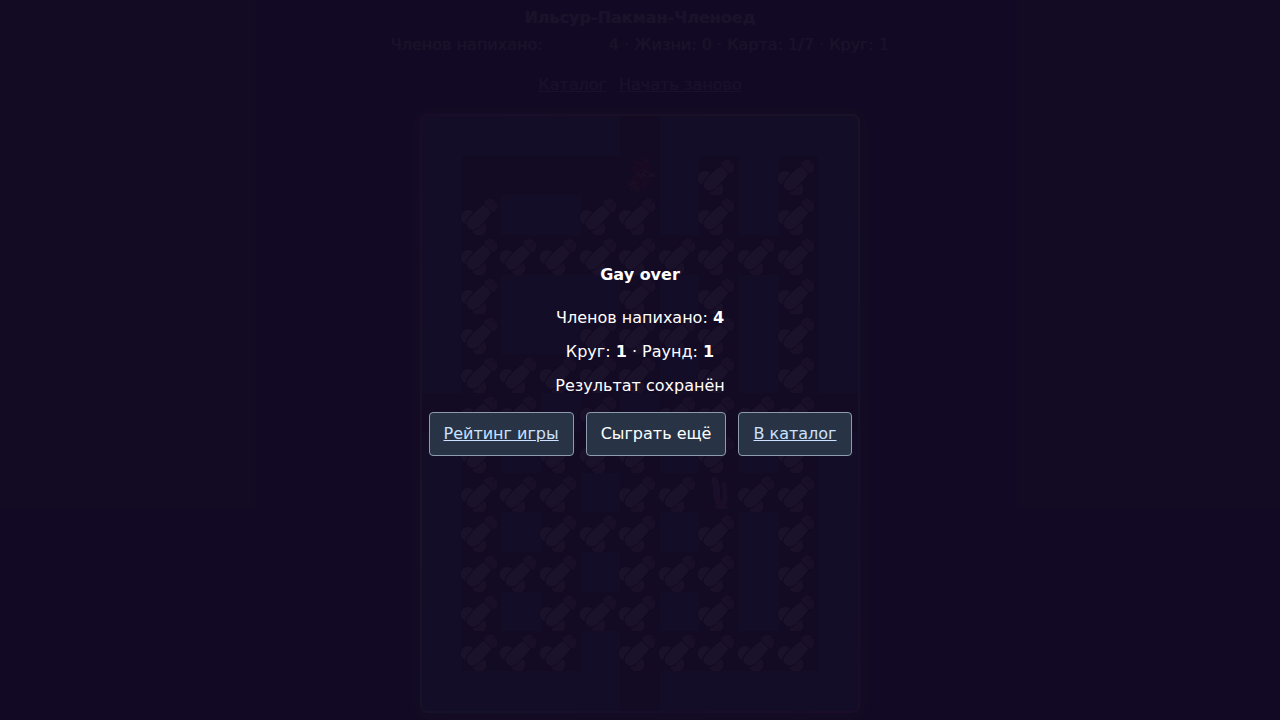 Ильсур-Пакман-Членоед
Членов напихано: 4 · Жизни: 0 · Карта: 1/7 · Круг: 1
Каталог Начать заново
Gay over
Членов напихано: 4
Круг: 1 · Раунд: 1
Результат сохранён
Рейтинг игры Сыграть ещё В каталог